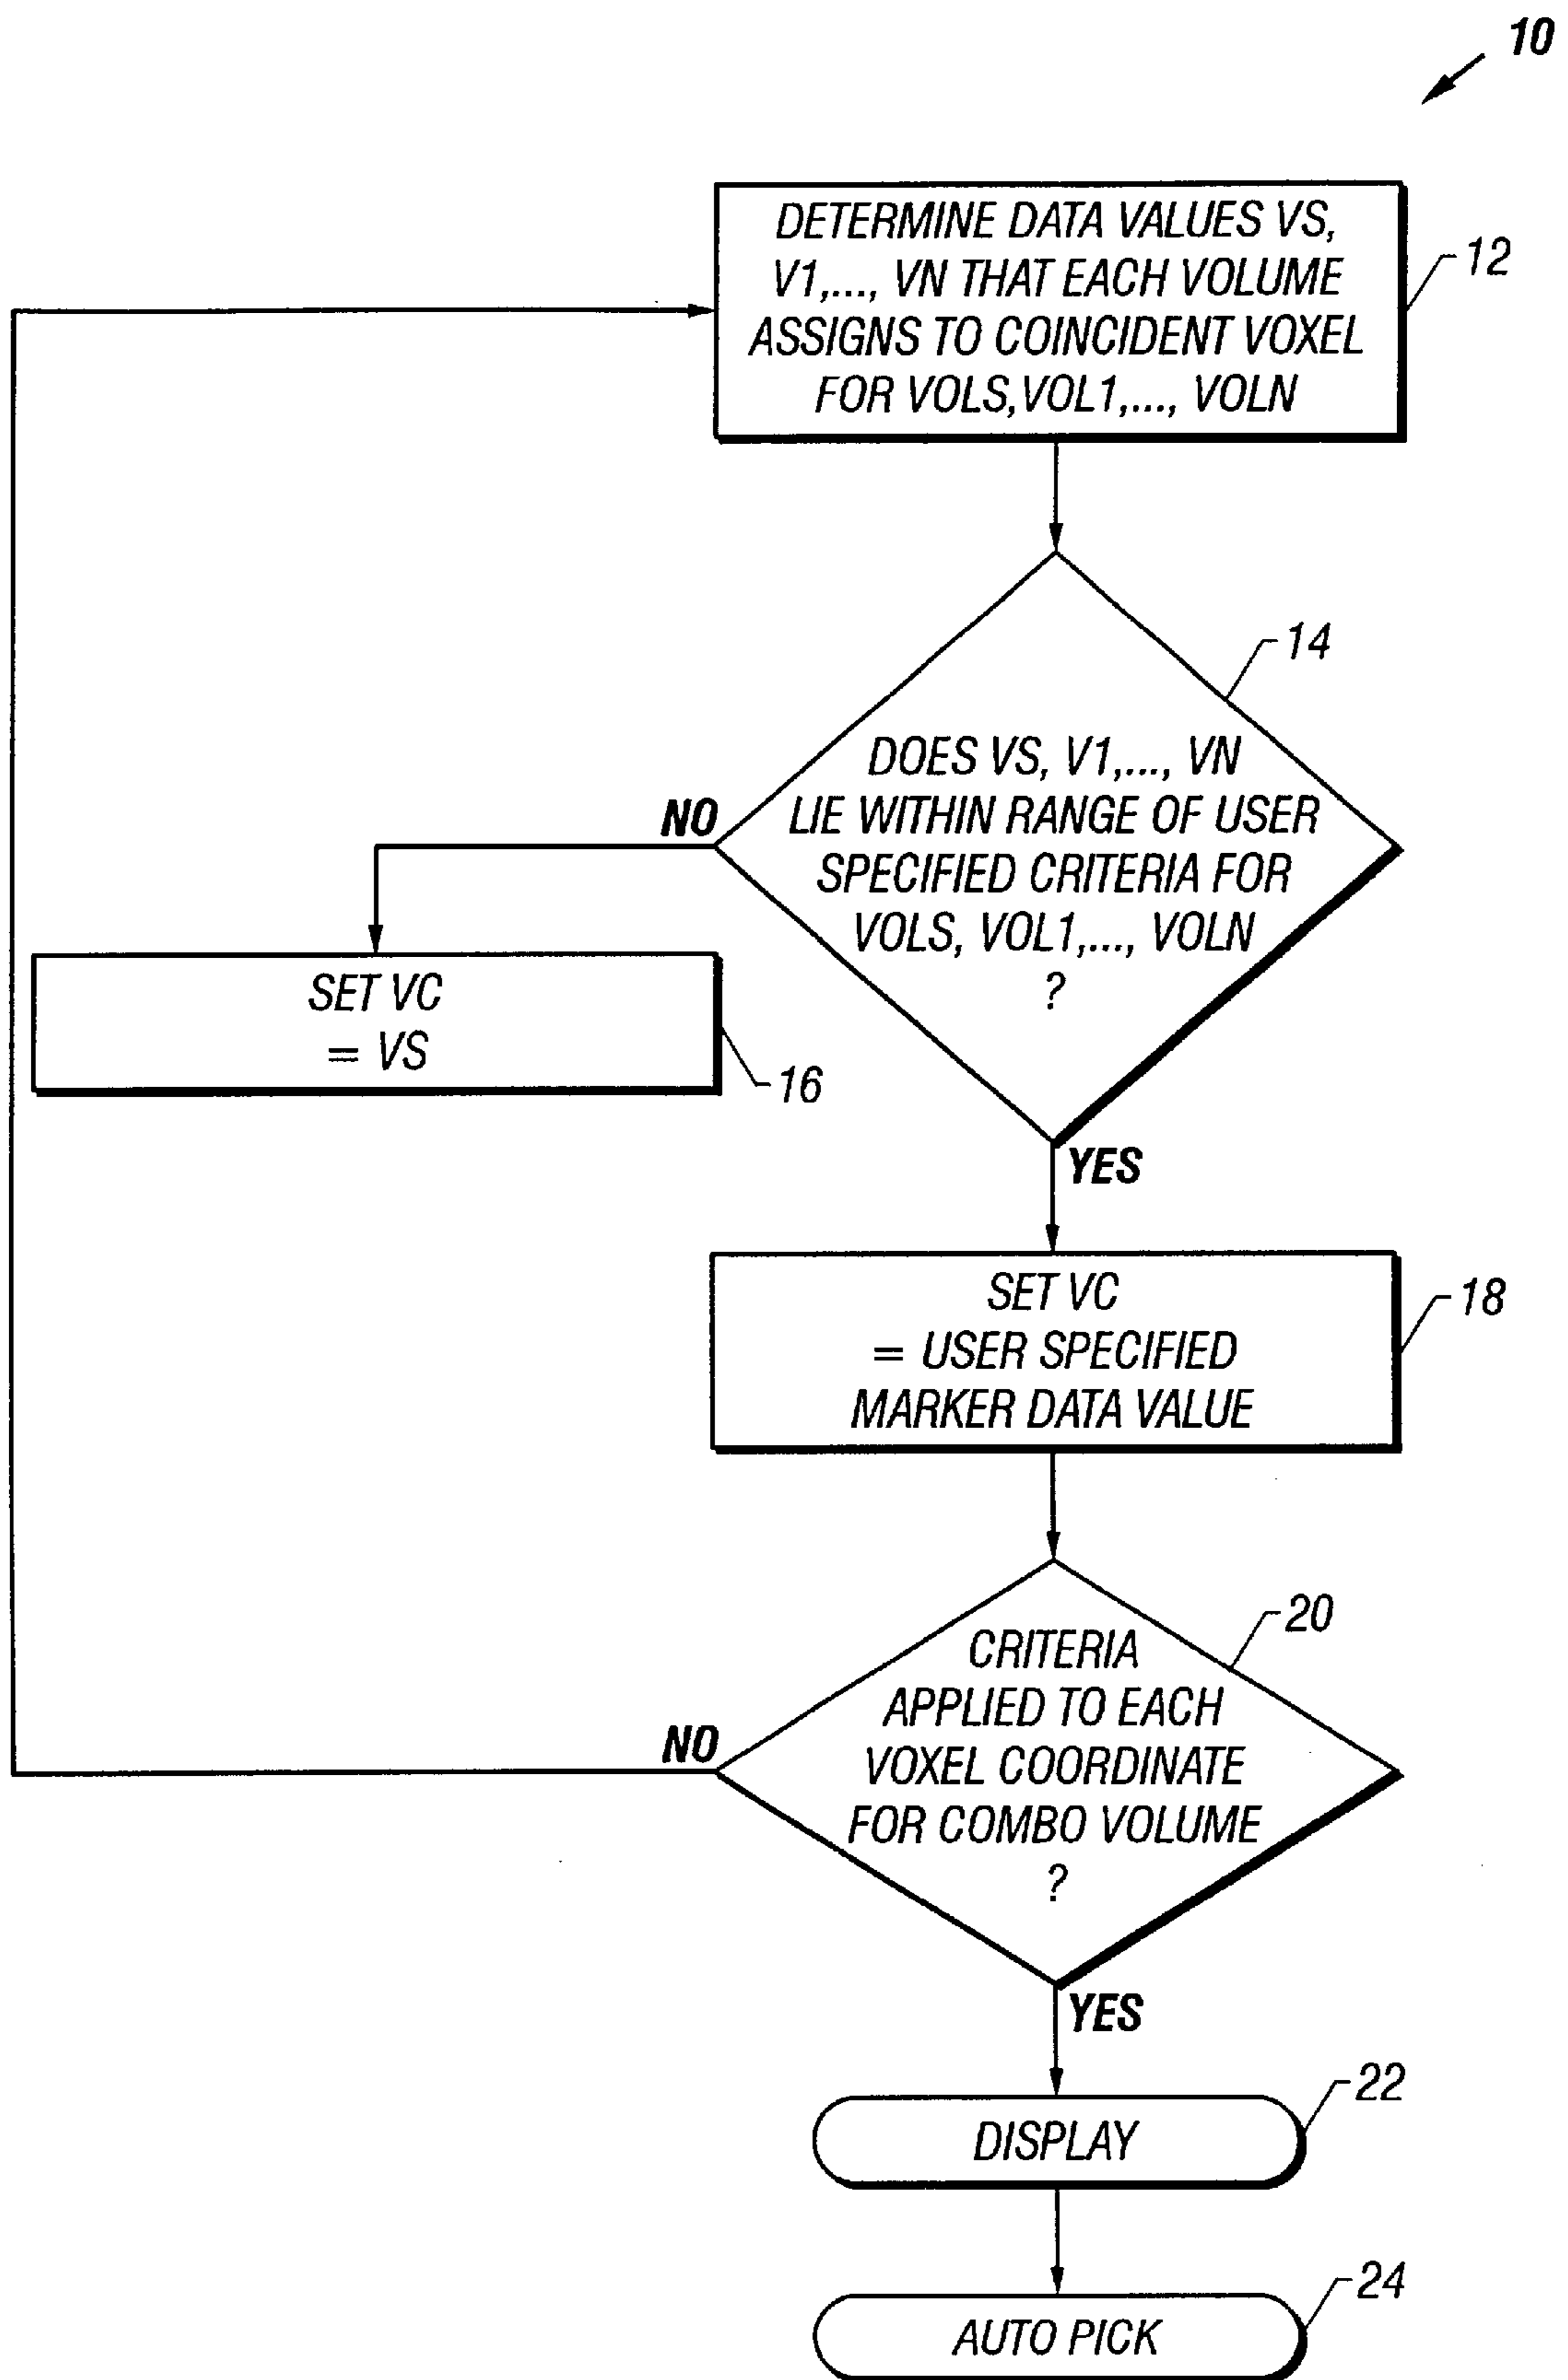 10
DETERMINE DATA VALUES VS,
V1,..., VN THAT EACH VOLUME
ASSIGNS TO COINCIDENT VOXEL
FOR VOLS,VOL1,..., VOLN
12
14
DOES VS, V1,..., VN
LIE WITHIN RANGE OF USER
SPECIFIED CRITERIA FOR
VOLS, VOL1,..., VOLN
?
NO
SET VC
= VS
16
YES
SET VC
= USER SPECIFIED
MARKER DATA VALUE
18
20
CRITERIA
APPLIED TO EACH
VOXEL COORDINATE
FOR COMBO VOLUME
?
NO
YES
22
DISPLAY
24
AUTO PICK